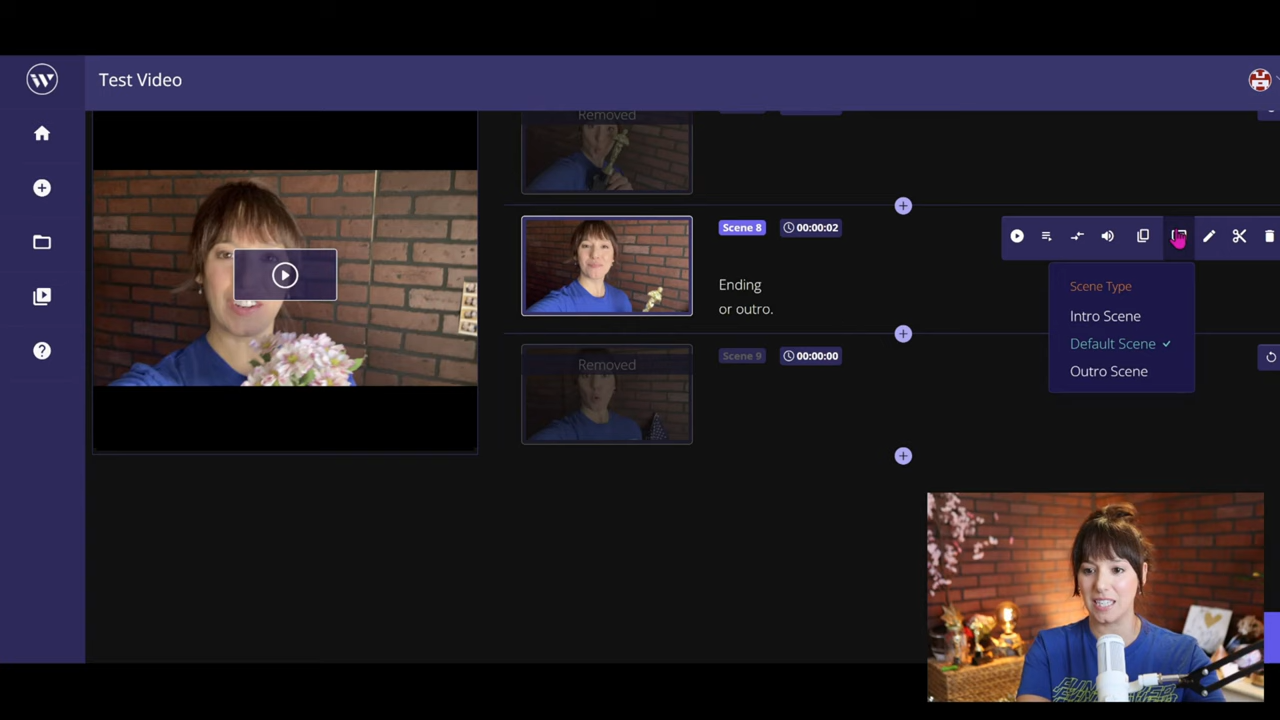 Test Video
Removed
Scene 8
00:00:02
Ending
or outro.
Scene Type
Intro Scene
Default Scene
Outro Scene
Removed
Scene 9
00:00:00